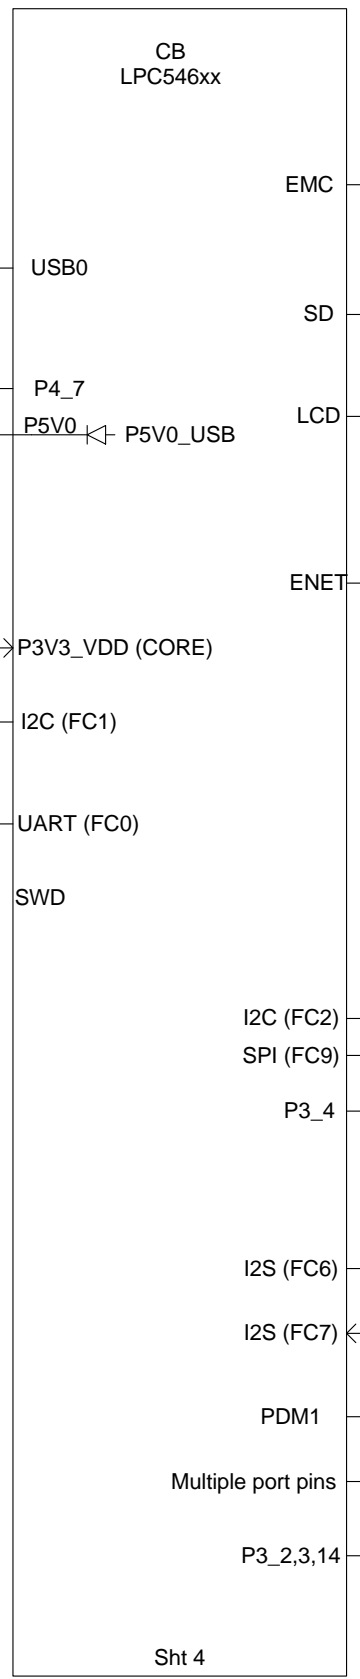 CB
LPC546xx
EMC
USB0
SD
P4_7
LCD
P5V0
P5V0_USB
ENET
P3V3_VDD (CORE)
I2C (FC1)
UART (FC0)
SWD
I2C (FC2)
SPI (FC9)
P3_4
I2S (FC6)
I2S (FC7)
PDM1
Multiple port pins
P3_2,3,14
Sht 4